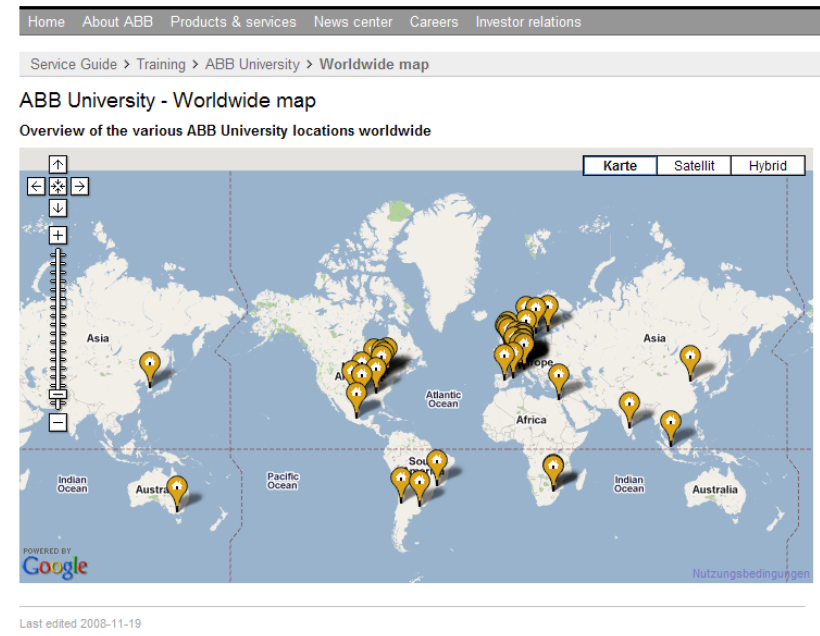 Home About ABB Products & services News center Careers Investor relations
Service Guide > Training > ABB University > Worldwide map
ABB University - Worldwide map
Overview of the various ABB University locations worldwide
Karte Satellit Hybrid
Asia
Asia
Atlantic
Ocean
Africa
Pacific
Ocean
Indian
Ocean
Indian
Ocean
Australia
POWERED BY
Google
Nutzungsbedingungen
Last edited 2008-11-19